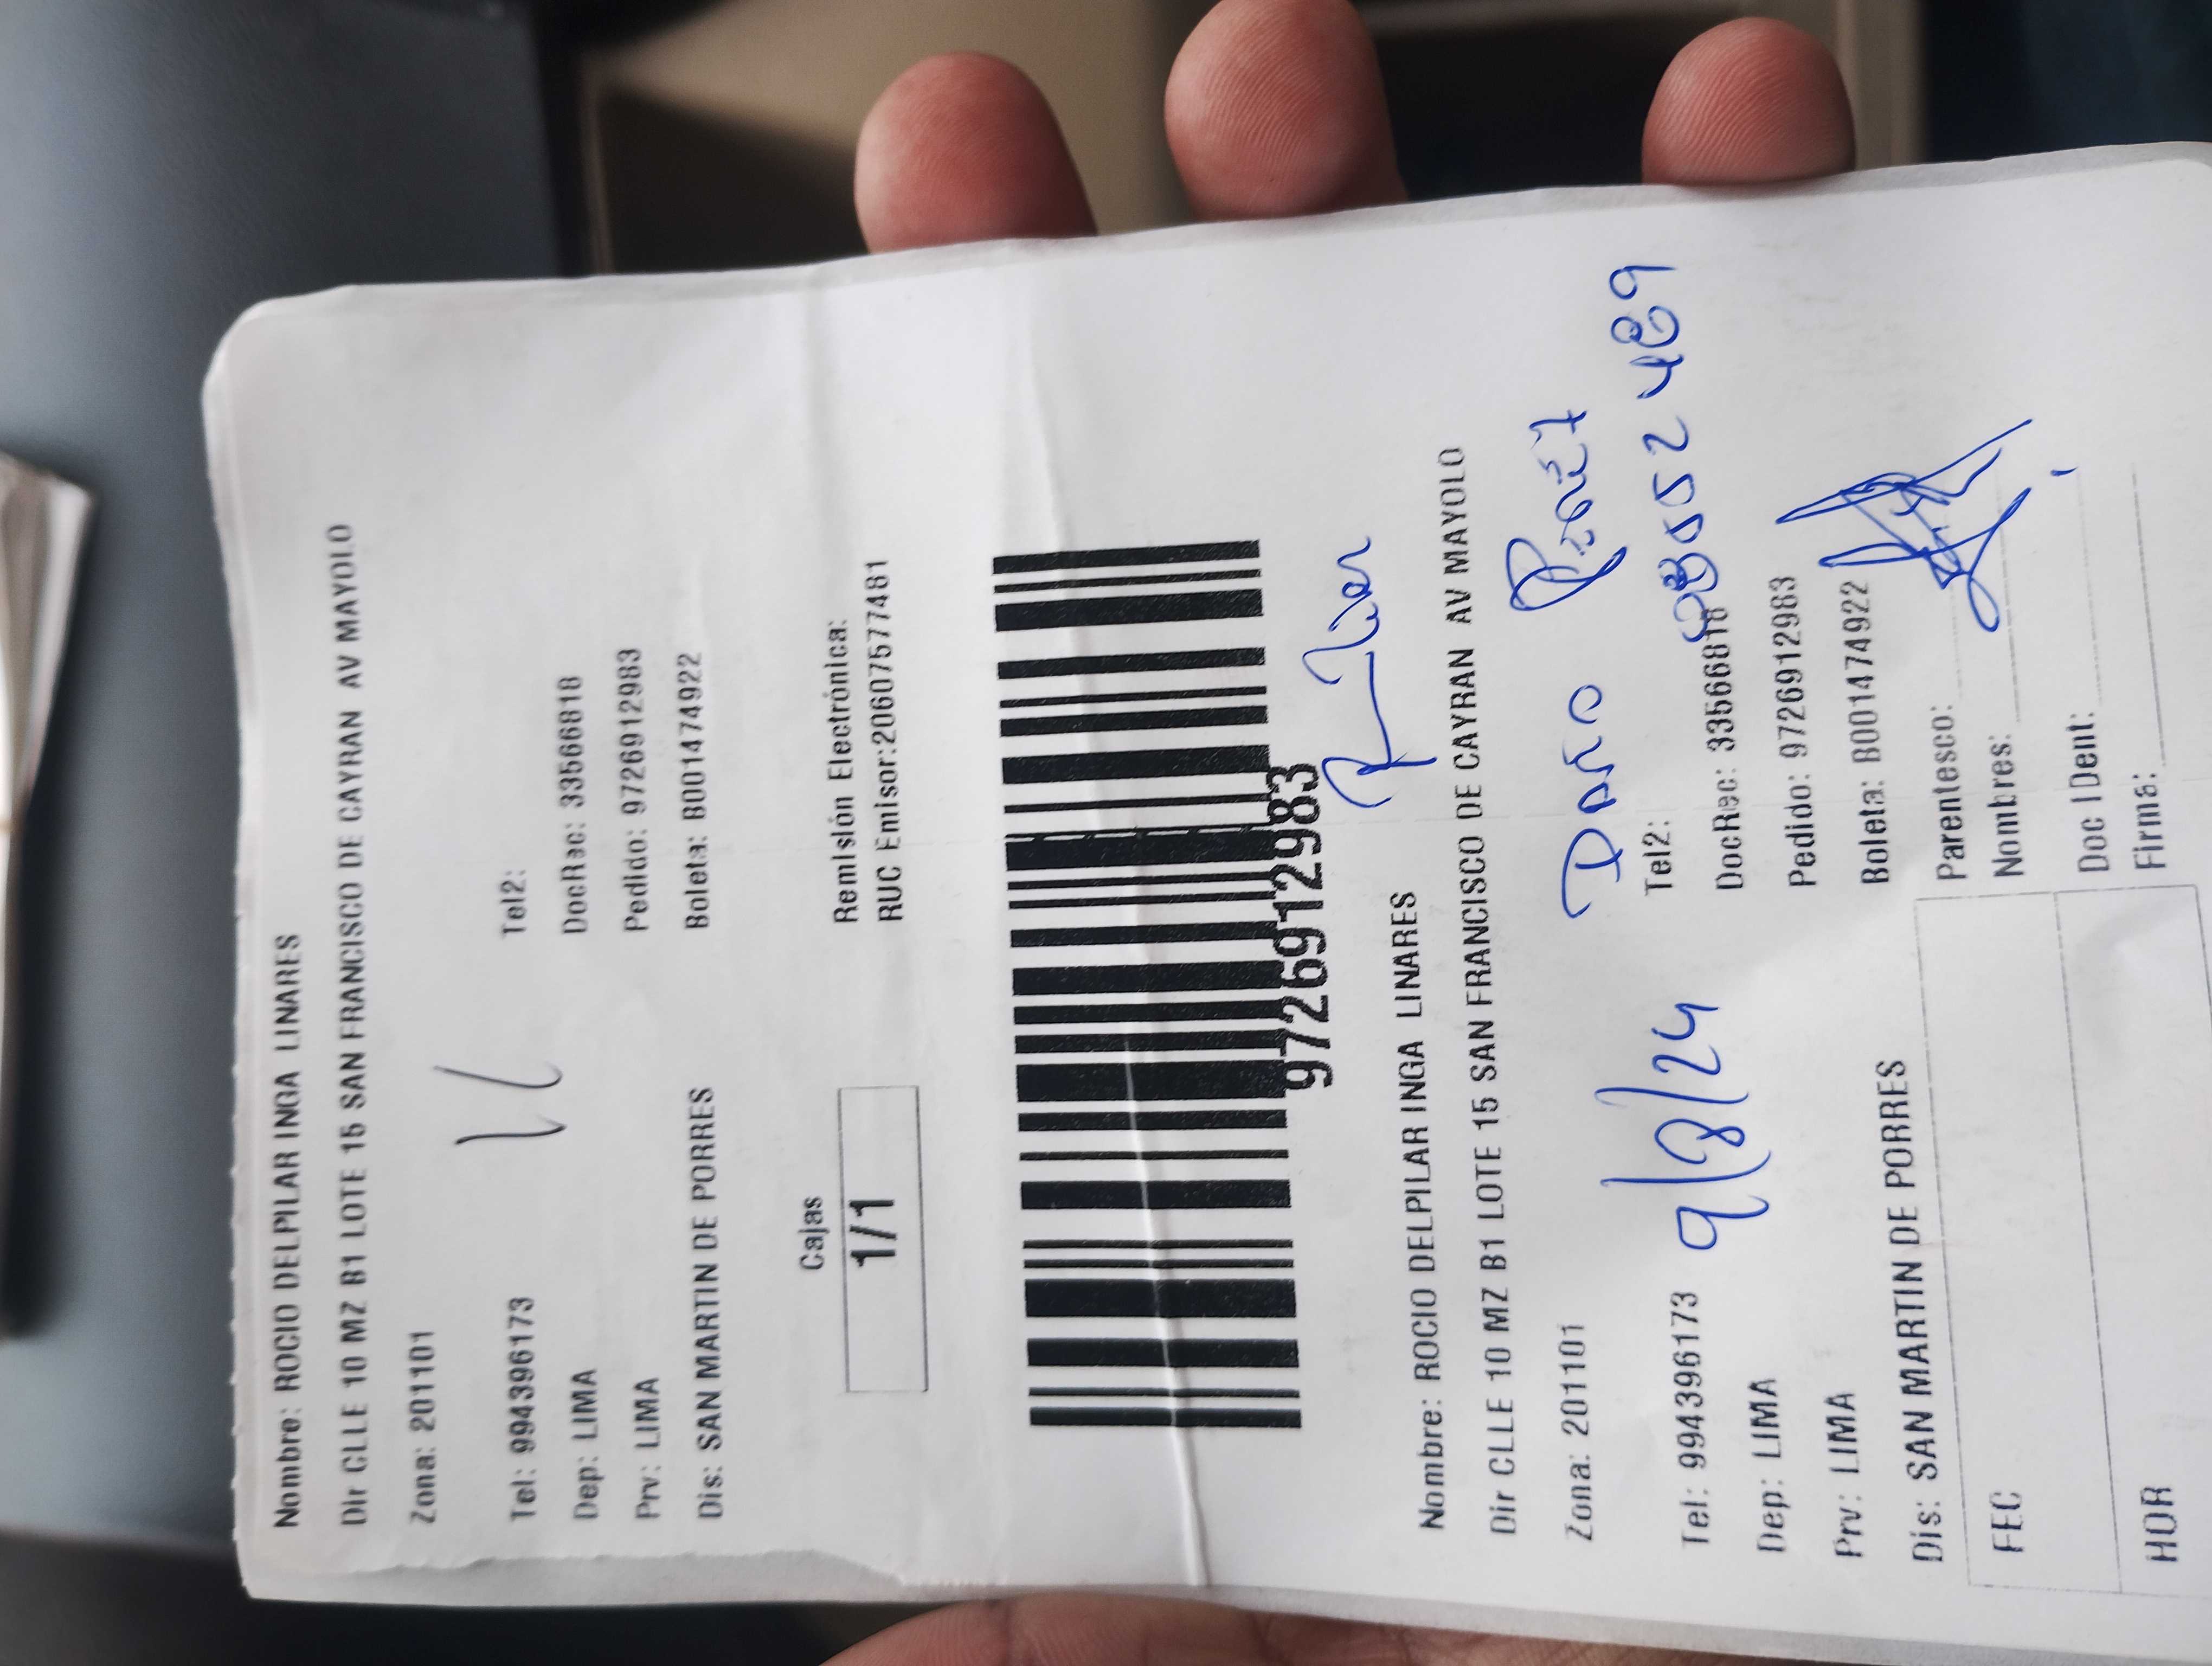 Nombre: ROCIO DELPILAR INGA LINARES
Dir CLLE 10 MZ B1 LOTE 15 SAN FRANCISCO DE CAYRAN AV MAYOLO
Zona: 201101
Tel: 994396173 Tel2:
Dep: LIMA DocRec: 33566818
Prv: LIMA Pedido: 9726912983
Dis: SAN MARTIN DE PORRES Boleta: B001474922
Cajas Remisión Electrónica:
1/1 RUC Emisor:20607577481
9726912983
Nombre: ROCIO DELPILAR INGA LINARES
Dir CLLE 10 MZ B1 LOTE 15 SAN FRANCISCO DE CAYRAN AV MAYOLO
Zona: 201101
Tel: 994396173 9/8/24 Tel2:
Dep: LIMA DocRec: 33566818
Prv: LIMA Pedido: 9726912983
Dis: SAN MARTIN DE PORRES Boleta: B001474922
FEC Parentesco:
Nombres:
HOR Doc IDent:
Firma: